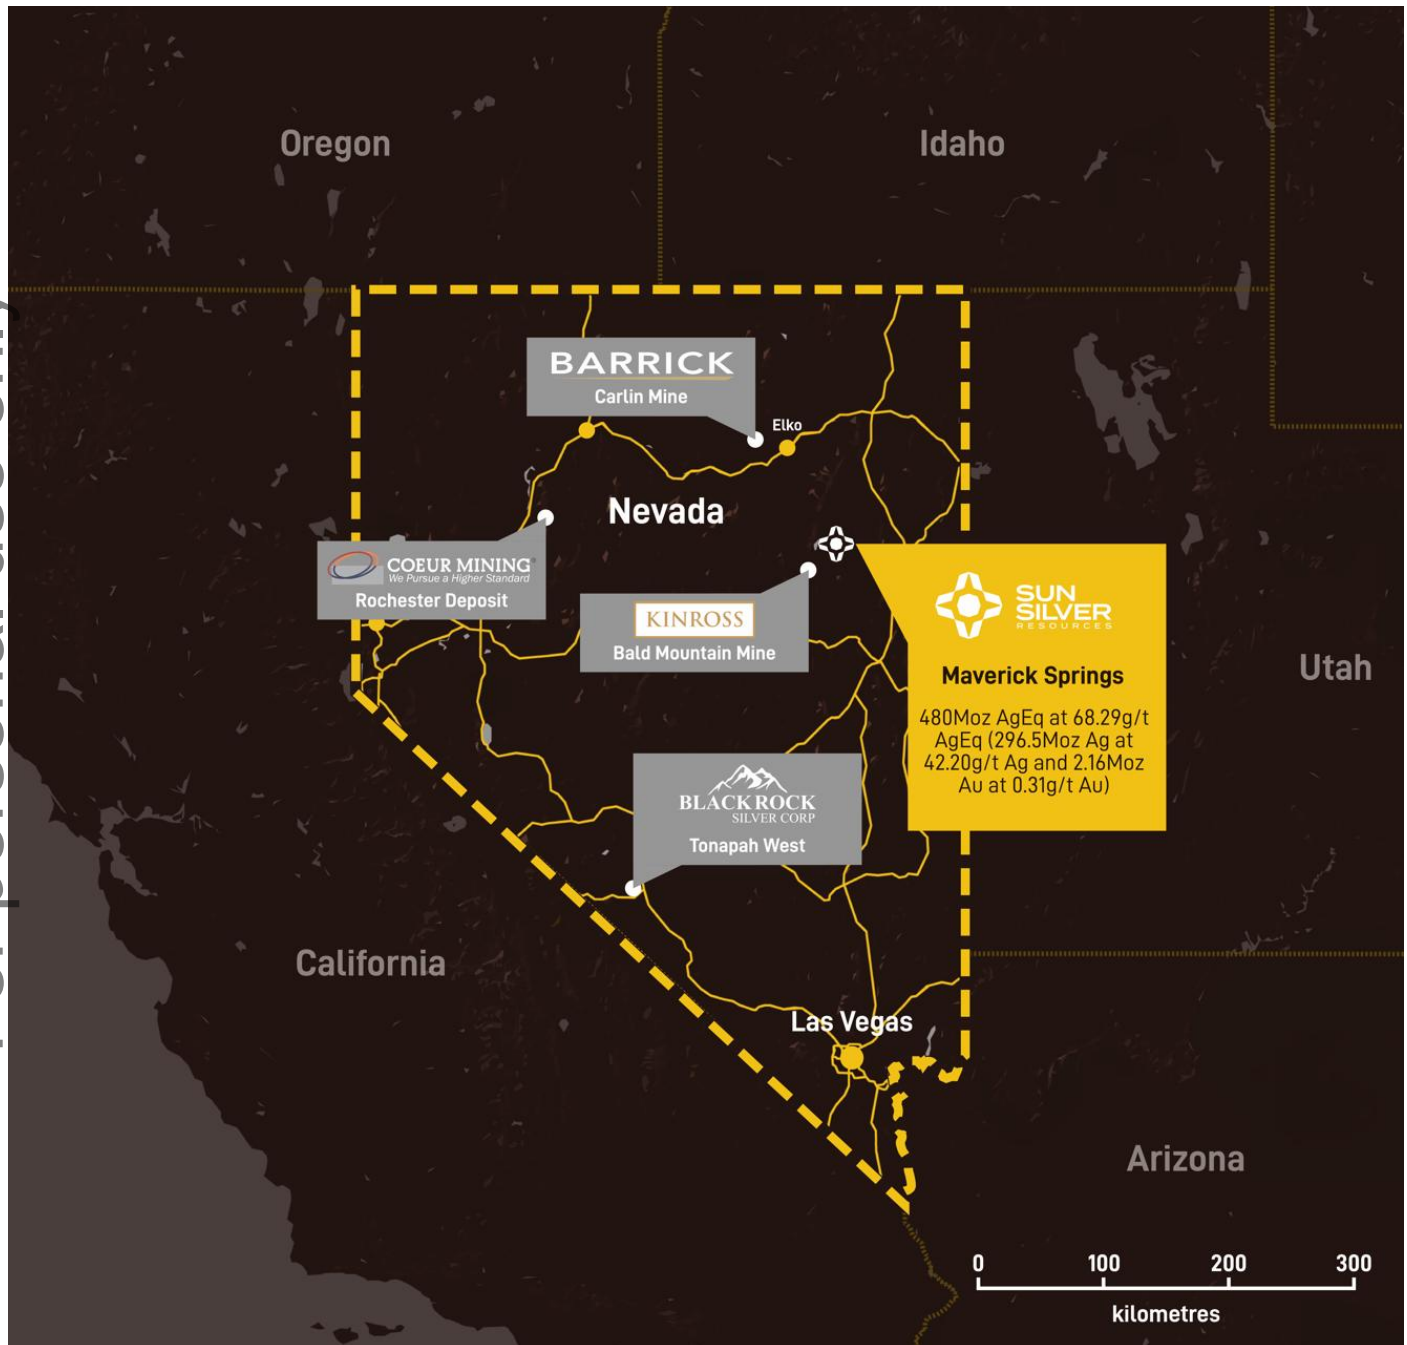 Oregon
Idaho
BARRICK
Carlin Mine
Elko
Nevada
COEUR MINING®
We Pursue a Higher Standard
Rochester Deposit
KINROSS
Bald Mountain Mine
SUN
SILVER
RESOURCES
Maverick Springs
480Moz AgEq at 68.29g/t
AgEq (296.5Moz Ag at
42.20g/t Ag and 2.16Moz
Au at 0.31g/t Au)
Utah
BLACKROCK
SILVER CORP
Tonapah West
California
Las Vegas
Arizona
0 100 200 300
kilometres